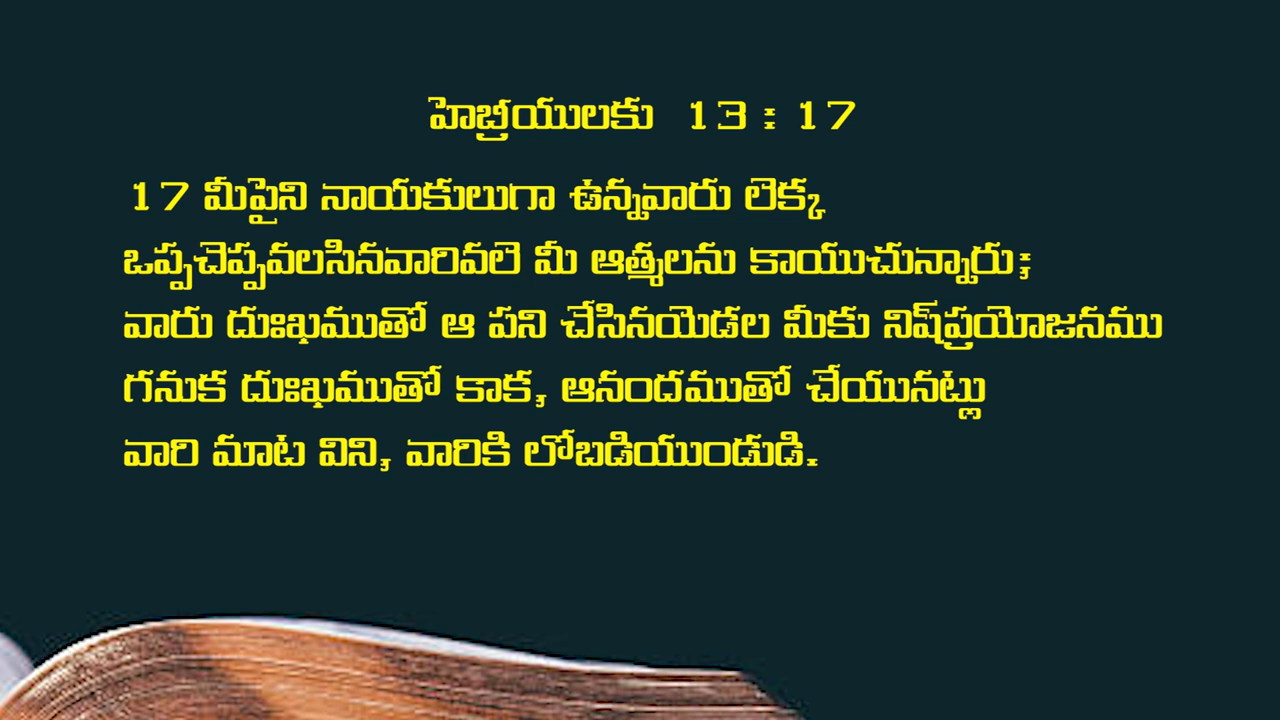 హెబ్రీయులకు 13 : 17
17 మీపైని నాయకులుగా ఉన్నవారు లెక్క
ఒప్పచెప్పవలసినవారివలె మీ ఆత్మలను కాయుచున్నారు;
వారు దుఃఖముతో ఆ పని చేసినయెడల మీకు నిష్‌ప్రయోజనము
గనుక దుఃఖముతో కాక, ఆనందముతో చేయునట్లు
వారి మాట విని, వారికి లోబడియుండుడి.